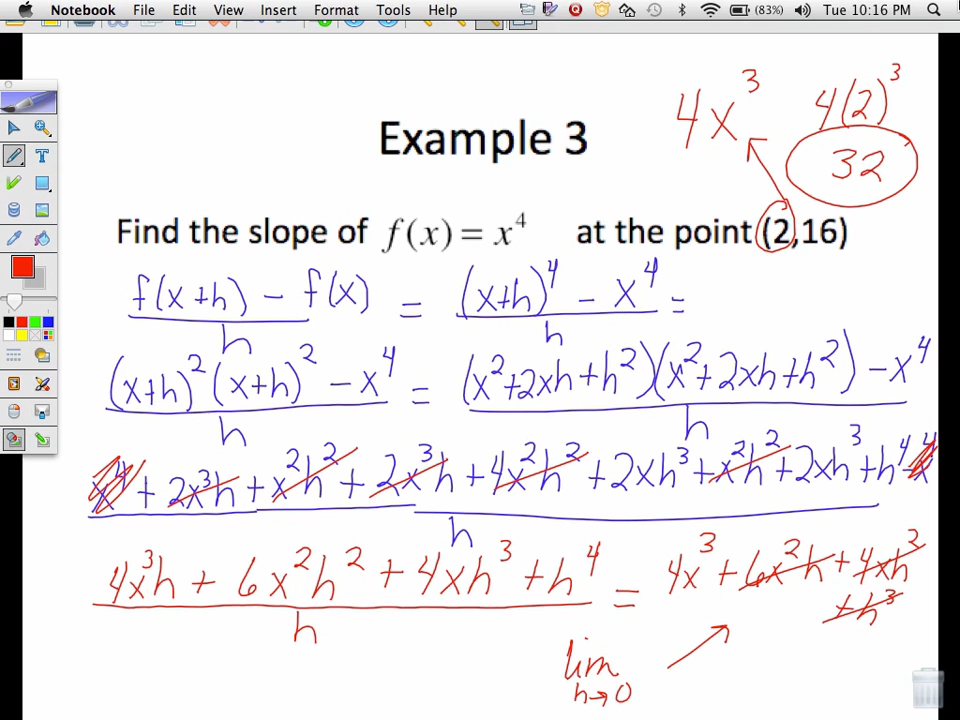 Notebook File Edit View Insert Format Tools Help (83%) Tue 10:16 PM
4x³ 4(2)³
Example 3
32
Find the slope of f(x) = x⁴ at the point (2,16)
f(x+h) − f(x) / h = (x+h)⁴ − x⁴ / h =
(x+h)²(x+h)² − x⁴ / h = (x²+2xh+h²)(x²+2xh+h²) − x⁴ / h
x⁴ + 2x³h + x²h² + 2x³h + 4x²h² + 2xh³ + x²h² + 2xh³ + h⁴ − x⁴ / h
4x³h + 6x²h² + 4xh³ + h⁴ / h = 4x³ + 6x²h + 4xh²
+h³
lim
h→0